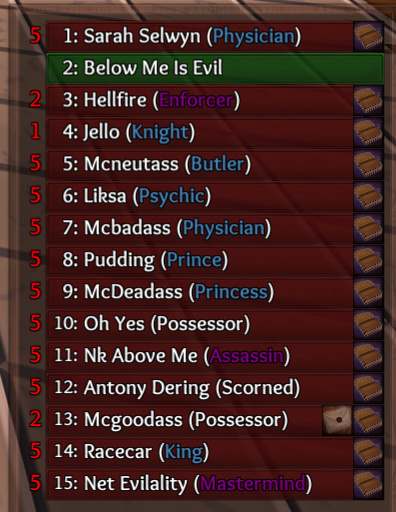 5 1: Sarah Selwyn (Physician)
2: Below Me Is Evil
2 3: Hellfire (Enforcer)
1 4: Jello (Knight)
5 5: Mcneutass (Butler)
5 6: Liksa (Psychic)
5 7: Mcbadass (Physician)
5 8: Pudding (Prince)
5 9: McDeadass (Princess)
5 10: Oh Yes (Possessor)
5 11: Nk Above Me (Assassin)
5 12: Antony Dering (Scorned)
2 13: Mcgoodass (Possessor)
5 14: Racecar (King)
5 15: Net Evilality (Mastermind)